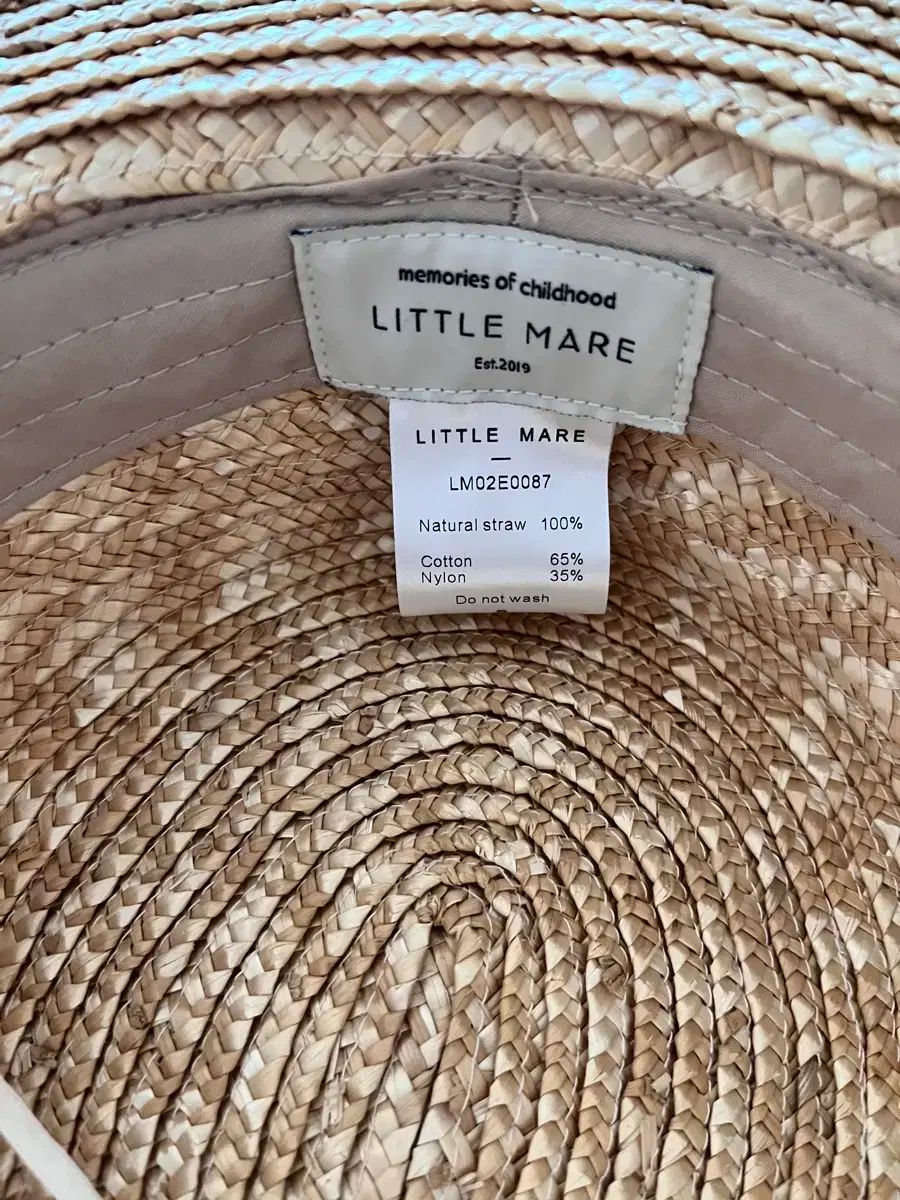 memories of childhood
LITTLE MARE
Est.2019
LITTLE MARE
LM02E0087
Natural straw 100%
Cotton 65%
Nylon 35%
Do not wash